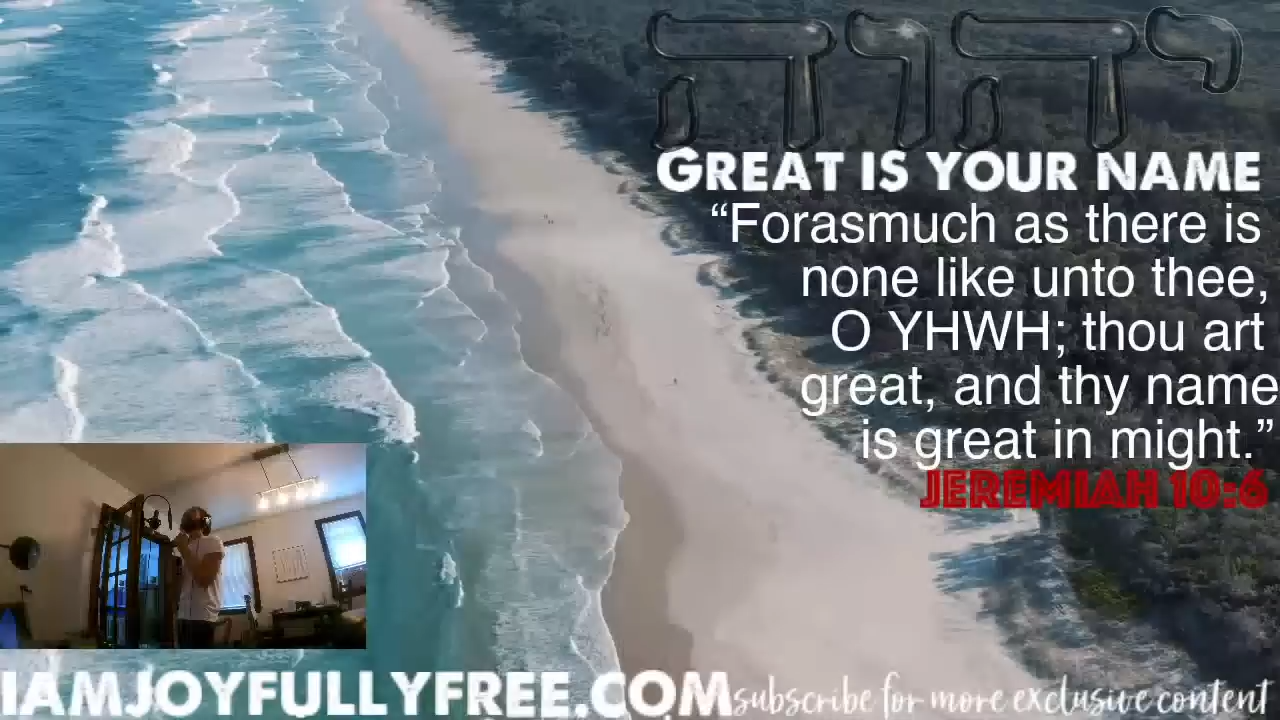 יהוה
GREAT IS YOUR NAME
“Forasmuch as there is
none like unto thee,
O YHWH; thou art
great, and thy name
is great in might.”
JEREMIAH 10:6
IAMJOYFULLYFREE.COM subscribe for more exclusive content